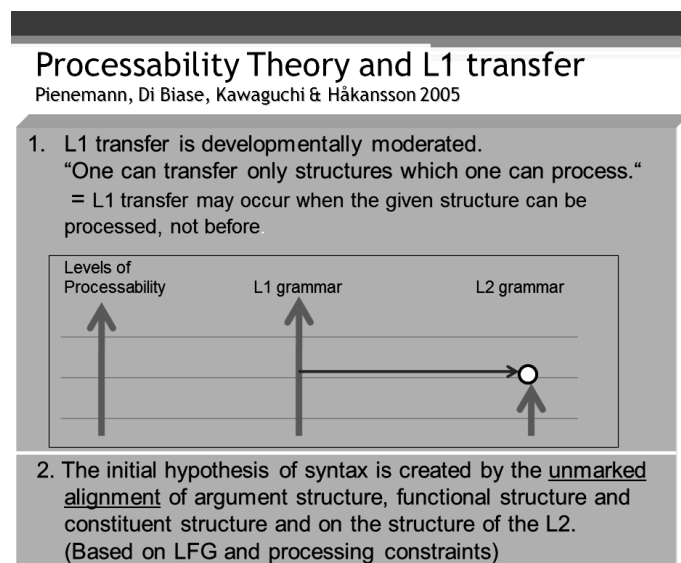 Processability Theory and L1 transfer
Pienemann, Di Biase, Kawaguchi & Håkansson 2005
1. L1 transfer is developmentally moderated.
“One can transfer only structures which one can process.“
= L1 transfer may occur when the given structure can be
processed, not before.
Levels of
Processability L1 grammar L2 grammar
2. The initial hypothesis of syntax is created by the unmarked
alignment of argument structure, functional structure and
constituent structure and on the structure of the L2.
(Based on LFG and processing constraints)